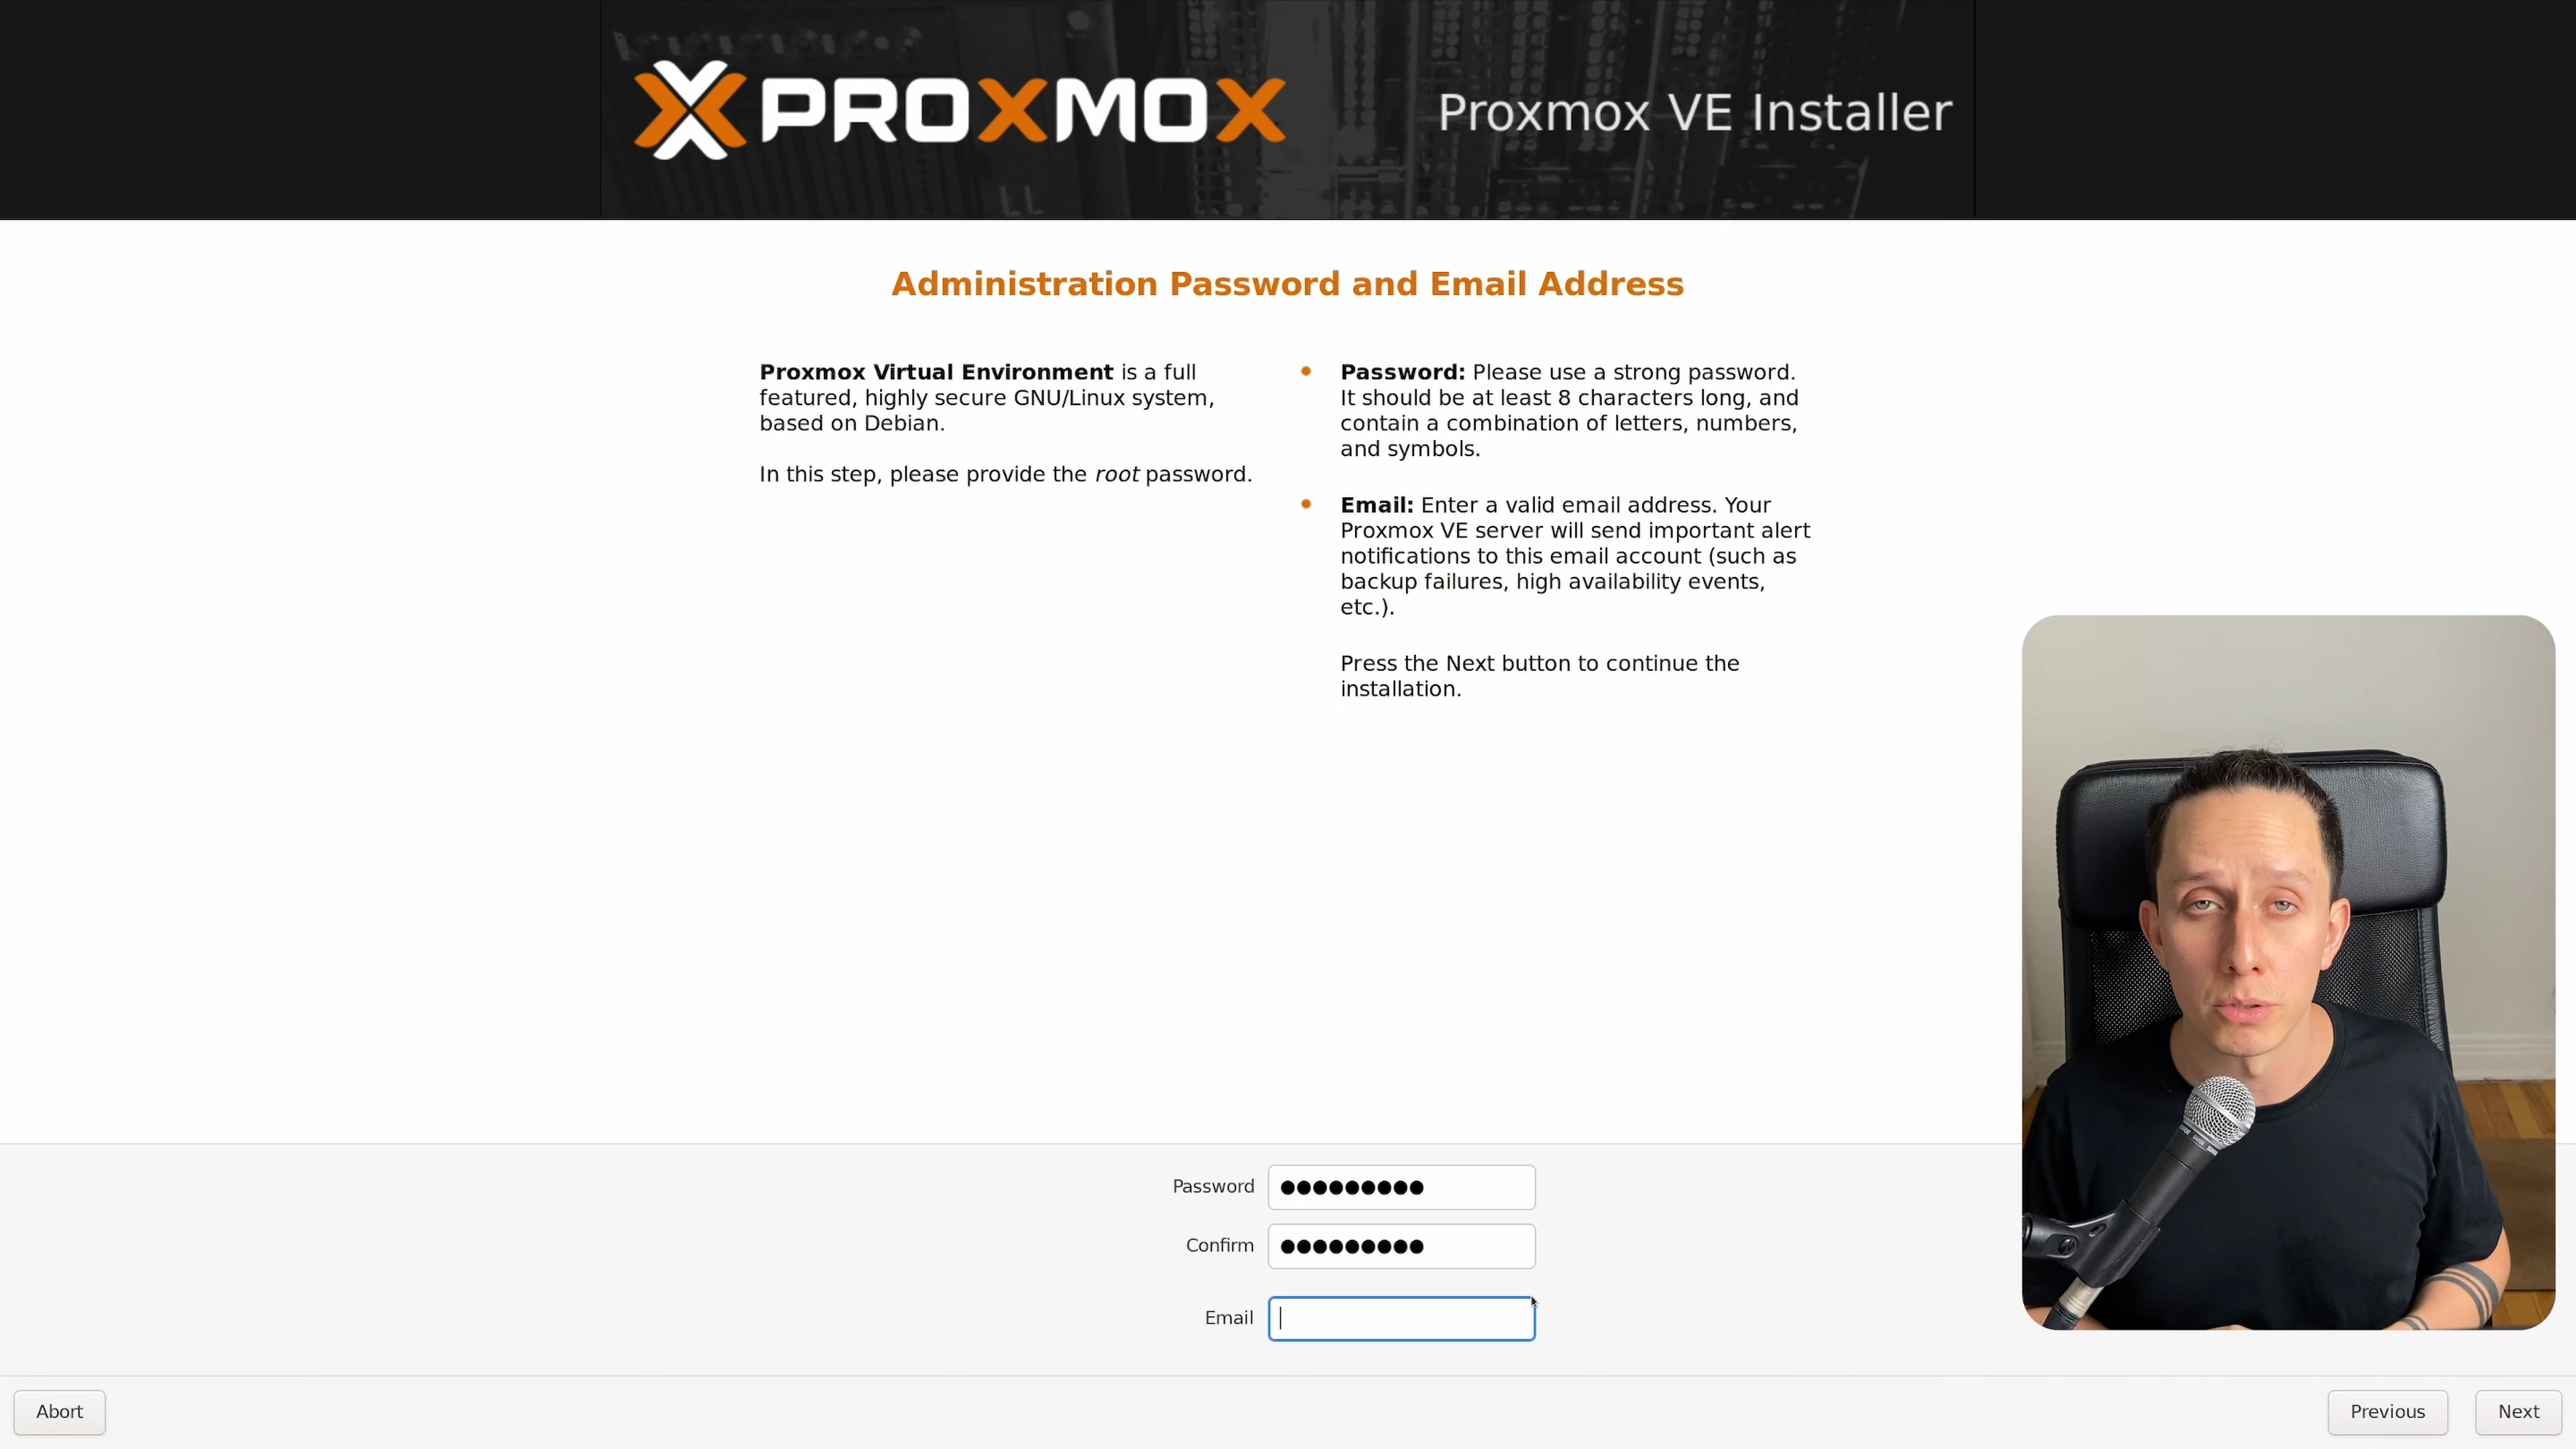 PROXMOX
Proxmox VE Installer
Administration Password and Email Address
Proxmox Virtual Environment is a full
featured, highly secure GNU/Linux system,
based on Debian.
In this step, please provide the root password.
Password: Please use a strong password.
It should be at least 8 characters long, and
contain a combination of letters, numbers,
and symbols.
Email: Enter a valid email address. Your
Proxmox VE server will send important alert
notifications to this email account (such as
backup failures, high availability events,
etc.).
Press the Next button to continue the
installation.
Password ●●●●●●●●●
Confirm ●●●●●●●●●
Email
Abort
Previous
Next